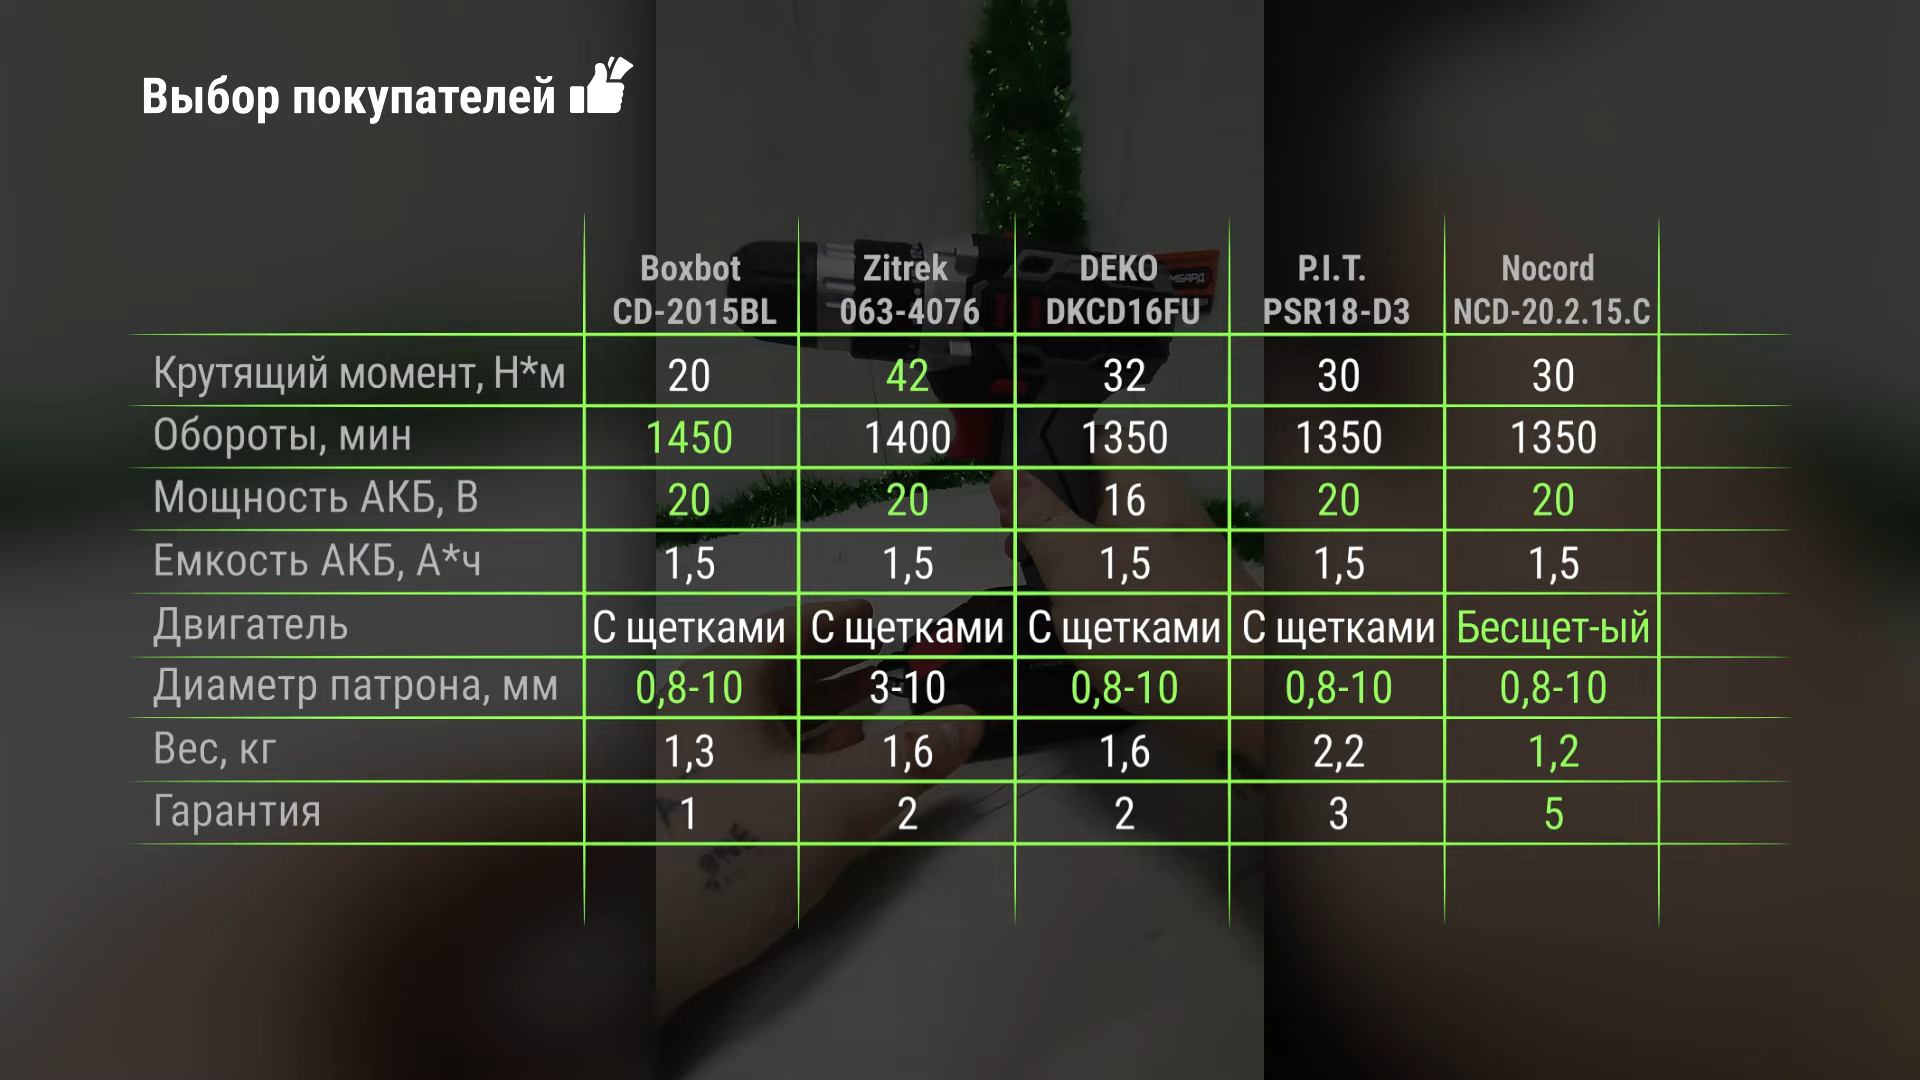 Выбор покупателей
Boxbot CD-2015BL Zitrek 063-4076 DEKO DKCD16FU P.I.T. PSR18-D3 Nocord NCD-20.2.15.C
Крутящий момент, Н*м 20 42 32 30 30
Обороты, мин 1450 1400 1350 1350 1350
Мощность АКБ, В 20 20 16 20 20
Емкость АКБ, А*ч 1,5 1,5 1,5 1,5 1,5
Двигатель С щетками С щетками С щетками С щетками Бесщет-ый
Диаметр патрона, мм 0,8-10 3-10 0,8-10 0,8-10 0,8-10
Вес, кг 1,3 1,6 1,6 2,2 1,2
Гарантия 1 2 2 3 5